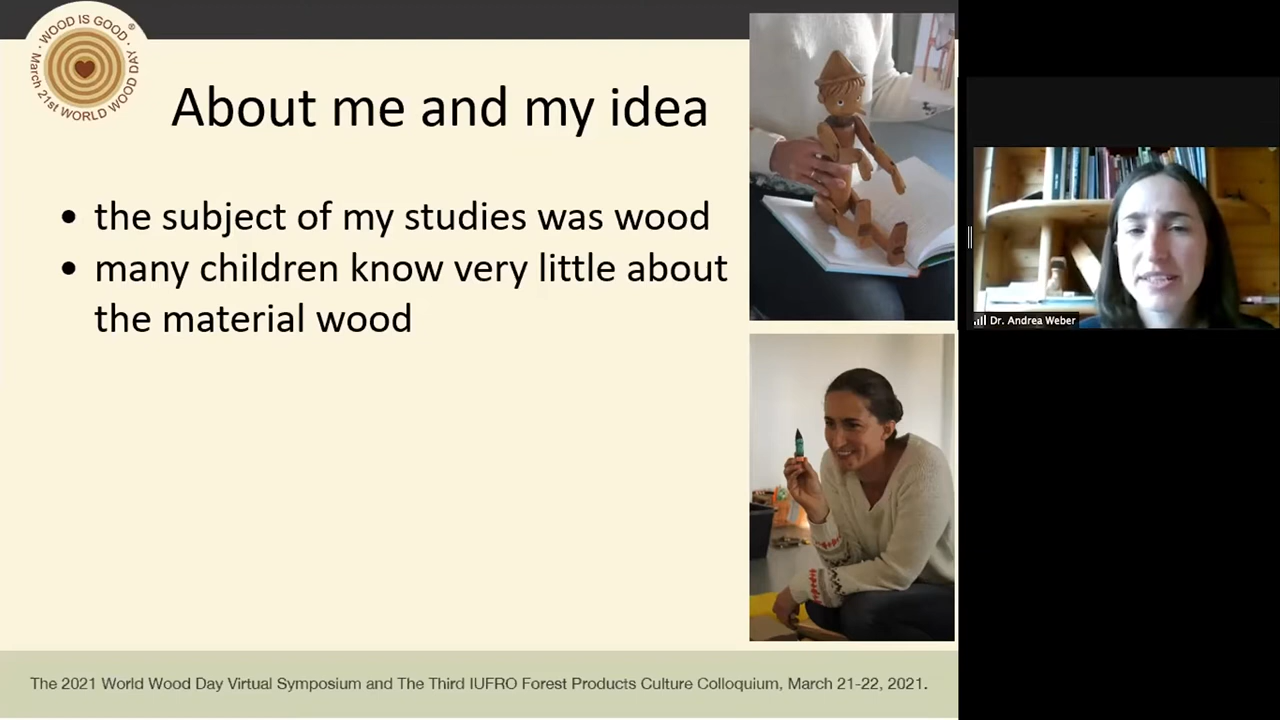 · WOOD IS GOOD · ®
March 21st WORLD WOOD DAY
About me and my idea
• the subject of my studies was wood
• many children know very little about
the material wood
Dr. Andrea Weber
The 2021 World Wood Day Virtual Symposium and The Third IUFRO Forest Products Culture Colloquium, March 21-22, 2021.